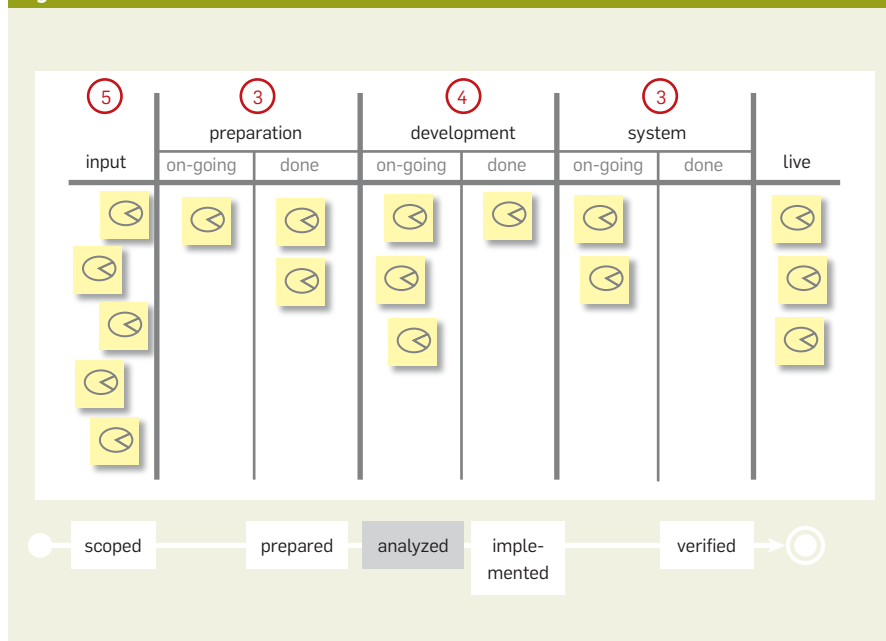 5
3
4
3
preparation
development
system
input
on-going
done
on-going
done
on-going
done
live
scoped
prepared
analyzed
imple-
mented
verified